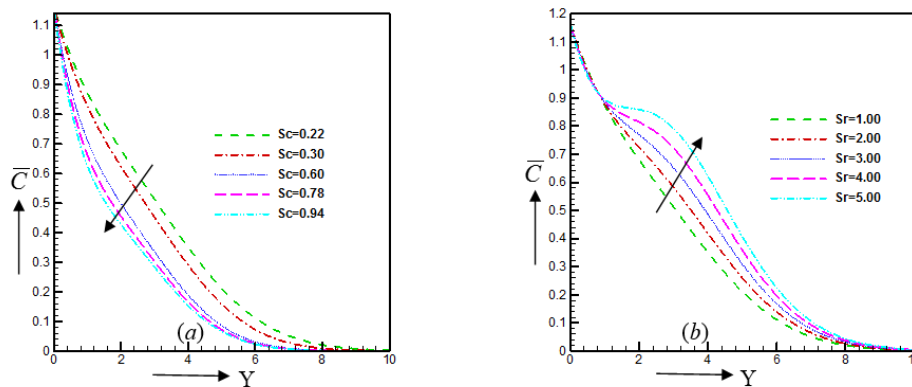 1.1
1
0.9
0.8
0.7
0.6
0.5
0.4
0.3
0.2
0.1
0
C̅
Sc=0.22
Sc=0.30
Sc=0.60
Sc=0.78
Sc=0.94
(a)
0 2 4 6 8 10
Y
1.2
1.1
1
0.9
0.8
0.7
0.6
0.5
0.4
0.3
0.2
0.1
0
C̅
Sr=1.00
Sr=2.00
Sr=3.00
Sr=4.00
Sr=5.00
(b)
0 2 4 6 8 10
Y